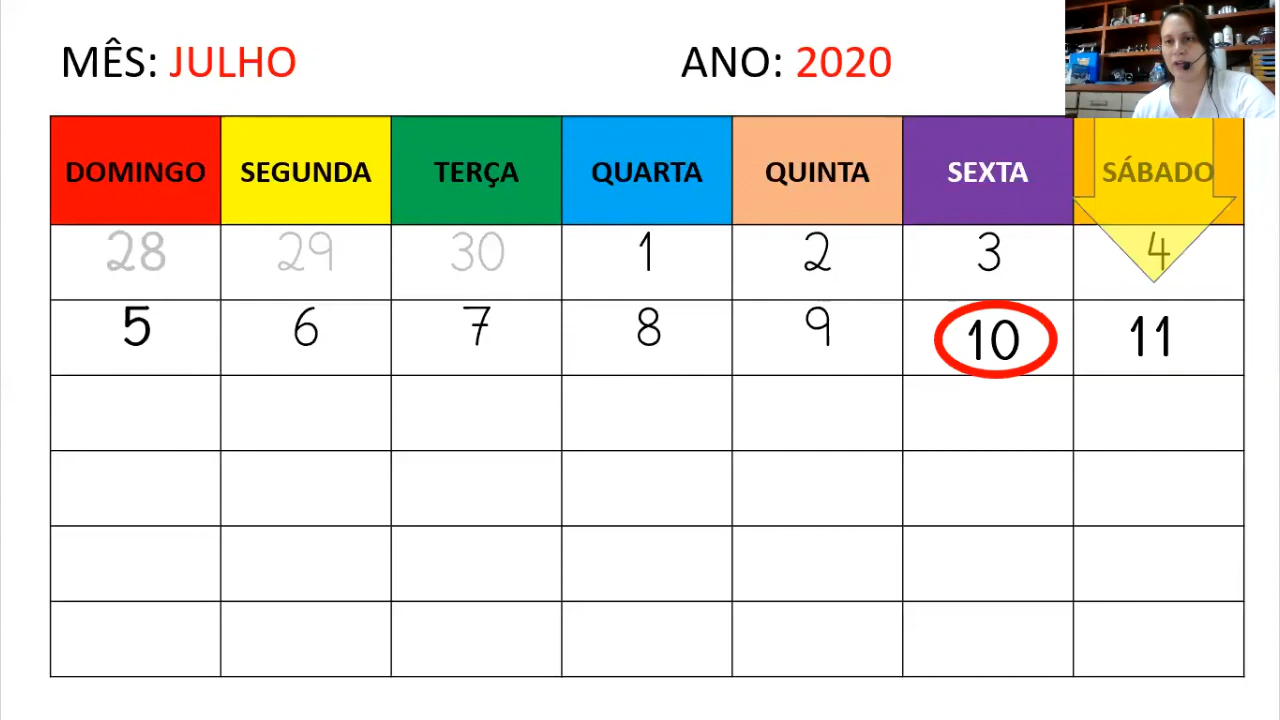 MÊS: JULHO ANO: 2020
DOMINGO SEGUNDA TERÇA QUARTA QUINTA SEXTA SÁBADO
28 29 30 1 2 3 4
5 6 7 8 9 10 11